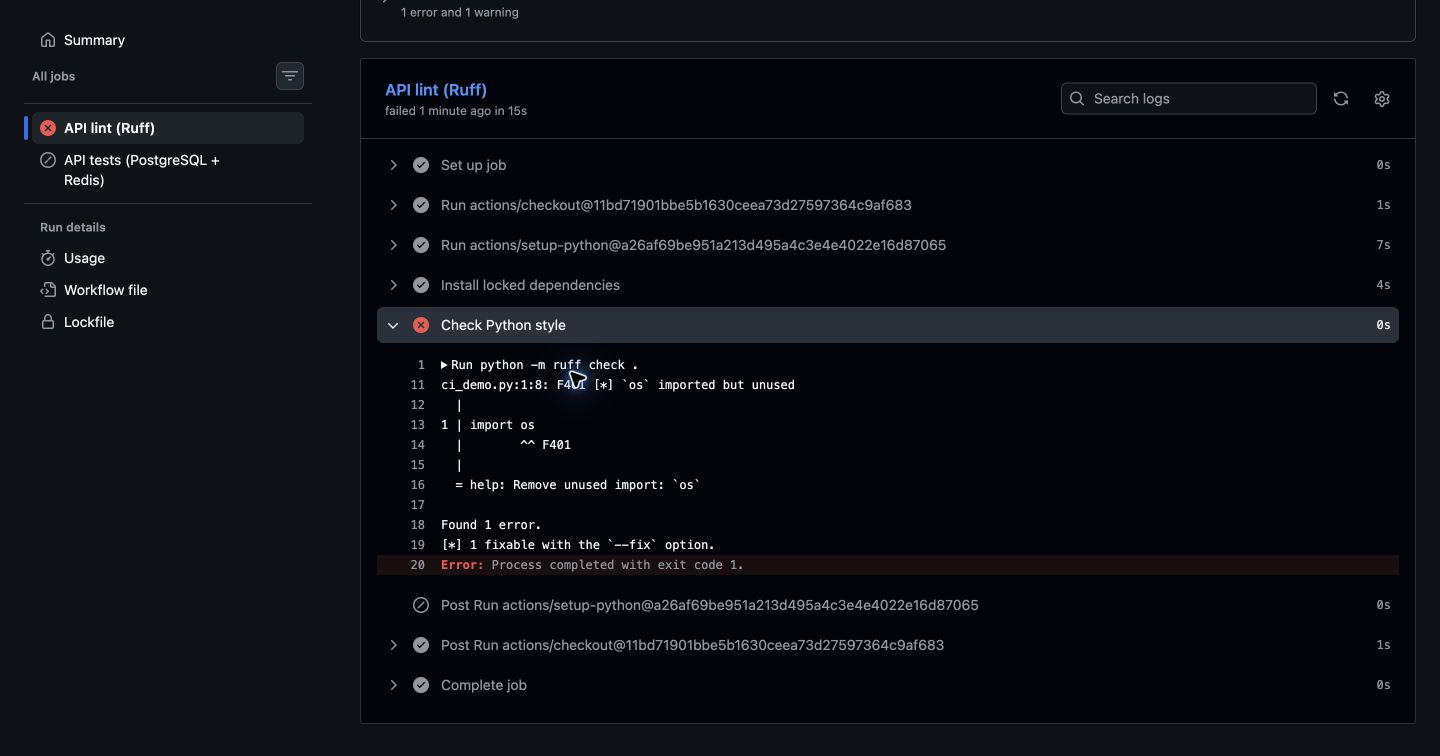 1 error and 1 warning
Summary
All jobs
API lint (Ruff)
API tests (PostgreSQL +
Redis)
Run details
Usage
Workflow file
Lockfile
API lint (Ruff)
failed 1 minute ago in 15s
Search logs
Set up job 0s
Run actions/checkout@11bd71901bbe5b1630ceea73d27597364c9af683 1s
Run actions/setup-python@a26af69be951a213d495a4c3e4e4022e16d87065 7s
Install locked dependencies 4s
Check Python style 0s
1 Run python -m ruff check .
11 ci_demo.py:1:8: F401 [*] `os` imported but unused
12 |
13 1 | import os
14 | ^^ F401
15 |
16 = help: Remove unused import: `os`
17
18 Found 1 error.
19 [*] 1 fixable with the `--fix` option.
20 Error: Process completed with exit code 1.
Post Run actions/setup-python@a26af69be951a213d495a4c3e4e4022e16d87065 0s
Post Run actions/checkout@11bd71901bbe5b1630ceea73d27597364c9af683 1s
Complete job 0s